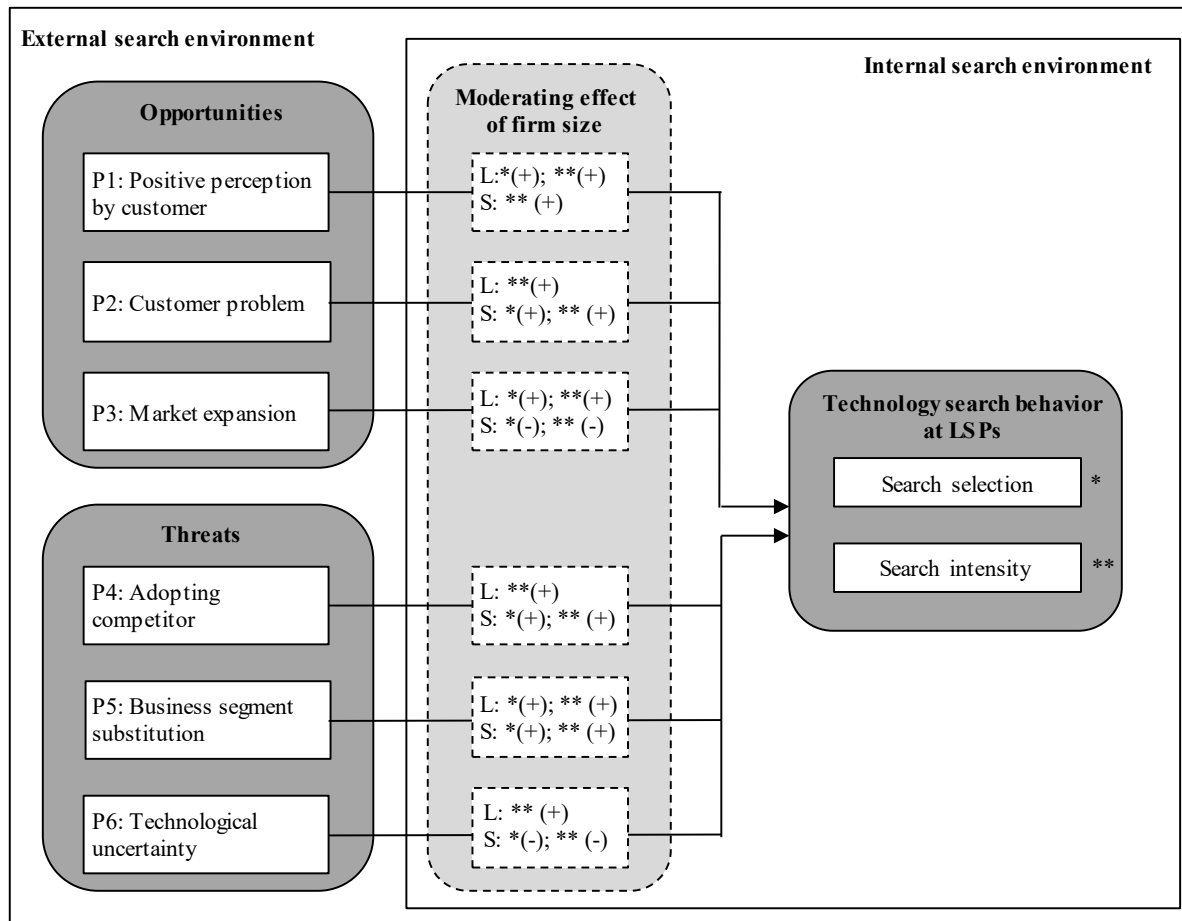 External search environment
Internal search environment
Opportunities
P1: Positive perception
by customer
P2: Customer problem
P3: Market expansion
Threats
P4: Adopting
competitor
P5: Business segment
substitution
P6: Technological
uncertainty
Moderating effect
of firm size
L:*(+); **(+)
S: ** (+)
L: **(+)
S: *(+); ** (+)
L: *(+); **(+)
S: *(-); ** (-)
L: **(+)
S: *(+); ** (+)
L: *(+); ** (+)
S: *(+); ** (+)
L: ** (+)
S: *(-); ** (-)
Technology search behavior
at LSPs
Search selection *
Search intensity **